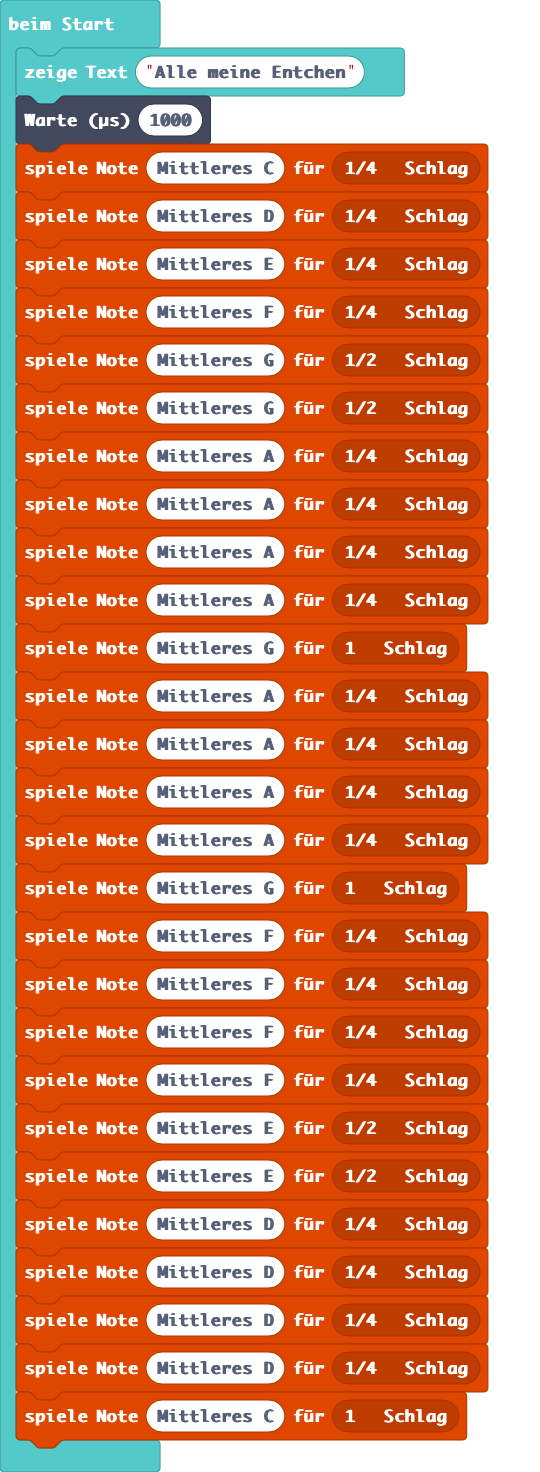 beim Start
zeige Text "Alle meine Entchen"
Warte (µs) 1000
spiele Note Mittleres C für 1/4 Schlag
spiele Note Mittleres D für 1/4 Schlag
spiele Note Mittleres E für 1/4 Schlag
spiele Note Mittleres F für 1/4 Schlag
spiele Note Mittleres G für 1/2 Schlag
spiele Note Mittleres G für 1/2 Schlag
spiele Note Mittleres A für 1/4 Schlag
spiele Note Mittleres A für 1/4 Schlag
spiele Note Mittleres A für 1/4 Schlag
spiele Note Mittleres A für 1/4 Schlag
spiele Note Mittleres G für 1 Schlag
spiele Note Mittleres A für 1/4 Schlag
spiele Note Mittleres A für 1/4 Schlag
spiele Note Mittleres A für 1/4 Schlag
spiele Note Mittleres A für 1/4 Schlag
spiele Note Mittleres G für 1 Schlag
spiele Note Mittleres F für 1/4 Schlag
spiele Note Mittleres F für 1/4 Schlag
spiele Note Mittleres F für 1/4 Schlag
spiele Note Mittleres F für 1/4 Schlag
spiele Note Mittleres E für 1/2 Schlag
spiele Note Mittleres E für 1/2 Schlag
spiele Note Mittleres D für 1/4 Schlag
spiele Note Mittleres D für 1/4 Schlag
spiele Note Mittleres D für 1/4 Schlag
spiele Note Mittleres D für 1/4 Schlag
spiele Note Mittleres C für 1 Schlag